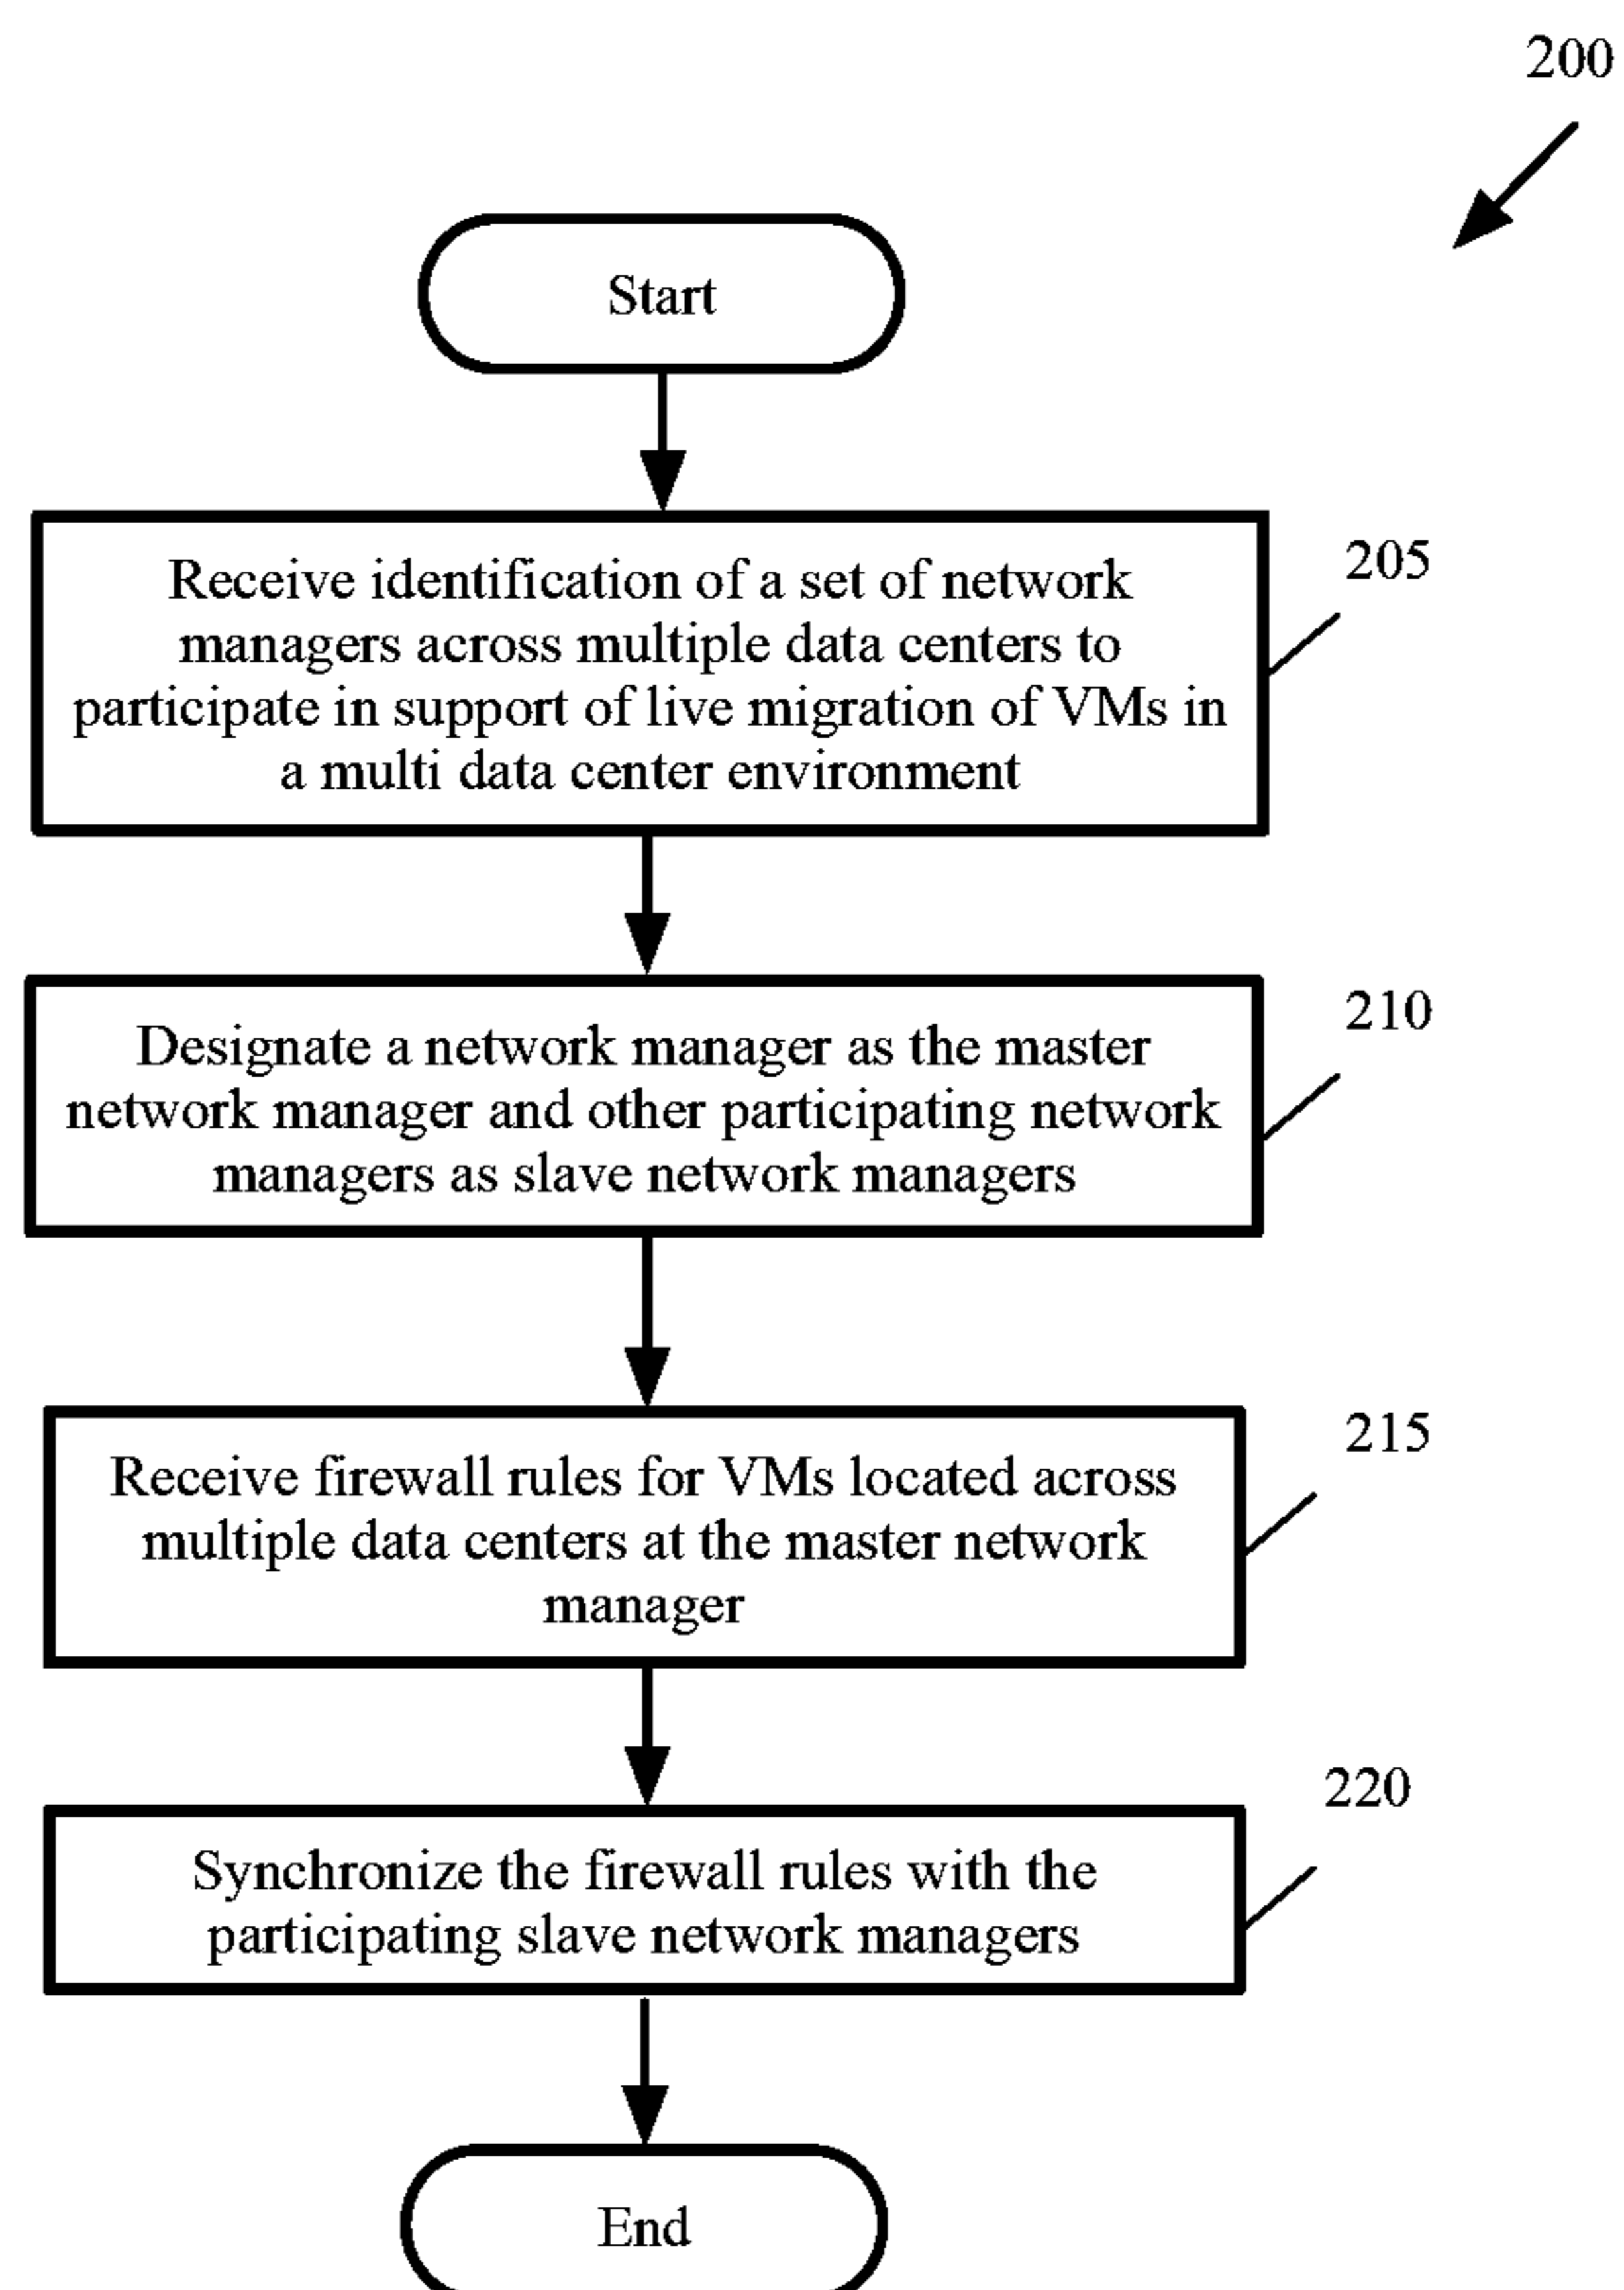 200
Start
Receive identification of a set of network
managers across multiple data centers to
participate in support of live migration of VMs in
a multi data center environment
205
Designate a network manager as the master
network manager and other participating network
managers as slave network managers
210
Receive firewall rules for VMs located across
multiple data centers at the master network
manager
215
Synchronize the firewall rules with the
participating slave network managers
220
End